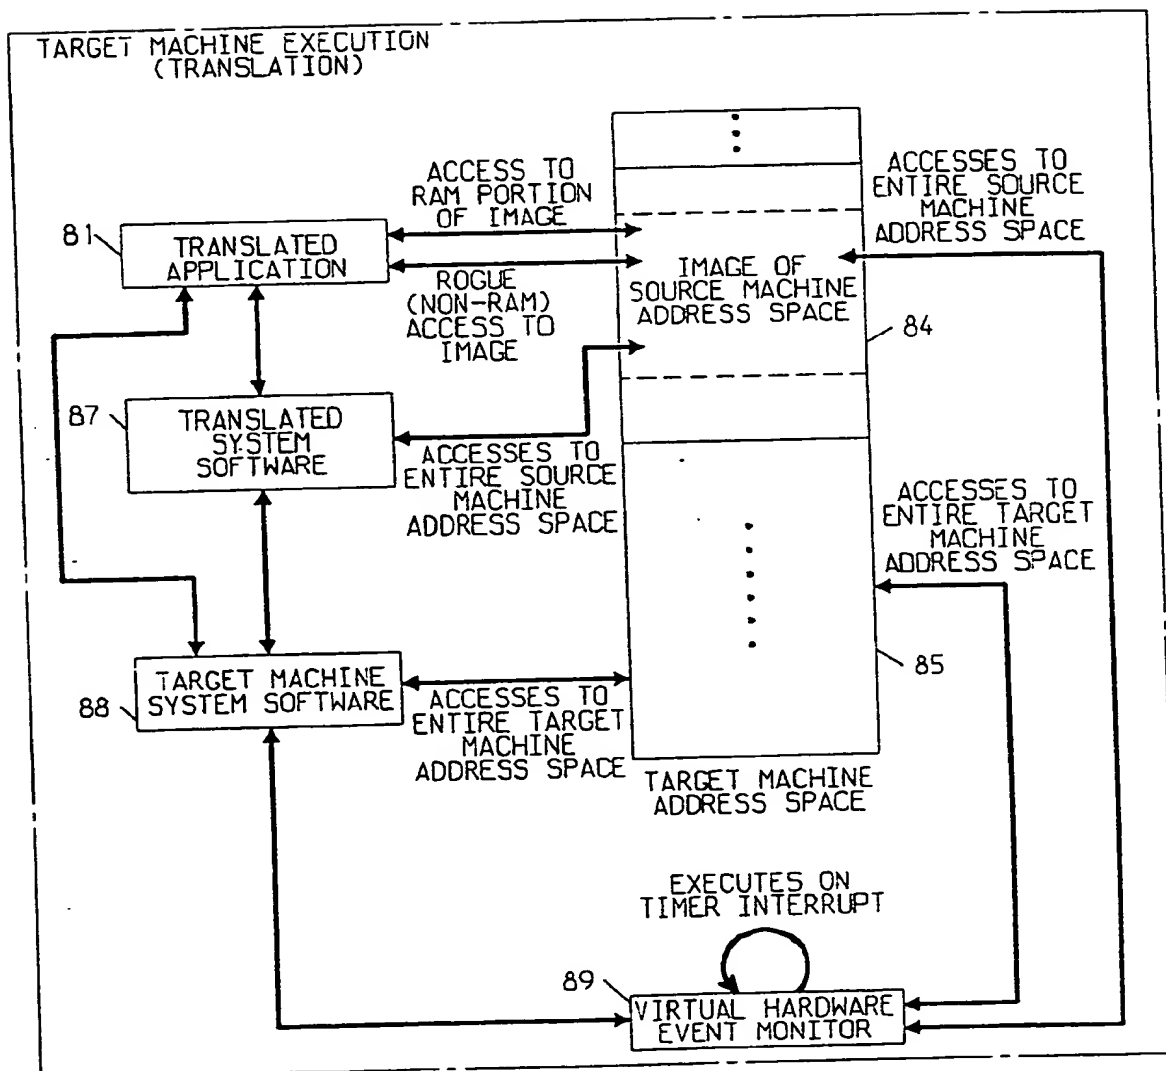 TARGET MACHINE EXECUTION
(TRANSLATION)
ACCESS TO
RAM PORTION
OF IMAGE
ACCESSES TO
ENTIRE SOURCE
MACHINE
ADDRESS SPACE
81
TRANSLATED
APPLICATION
ROGUE
(NON-RAM)
ACCESS TO
IMAGE
IMAGE OF
SOURCE MACHINE
ADDRESS SPACE
84
87
TRANSLATED
SYSTEM
SOFTWARE
ACCESSES TO
ENTIRE SOURCE
MACHINE
ADDRESS SPACE
ACCESSES TO
ENTIRE TARGET
MACHINE
ADDRESS SPACE
85
88
TARGET MACHINE
SYSTEM SOFTWARE
ACCESSES TO
ENTIRE TARGET
MACHINE
ADDRESS SPACE
TARGET MACHINE
ADDRESS SPACE
EXECUTES ON
TIMER INTERRUPT
89
VIRTUAL HARDWARE
EVENT MONITOR